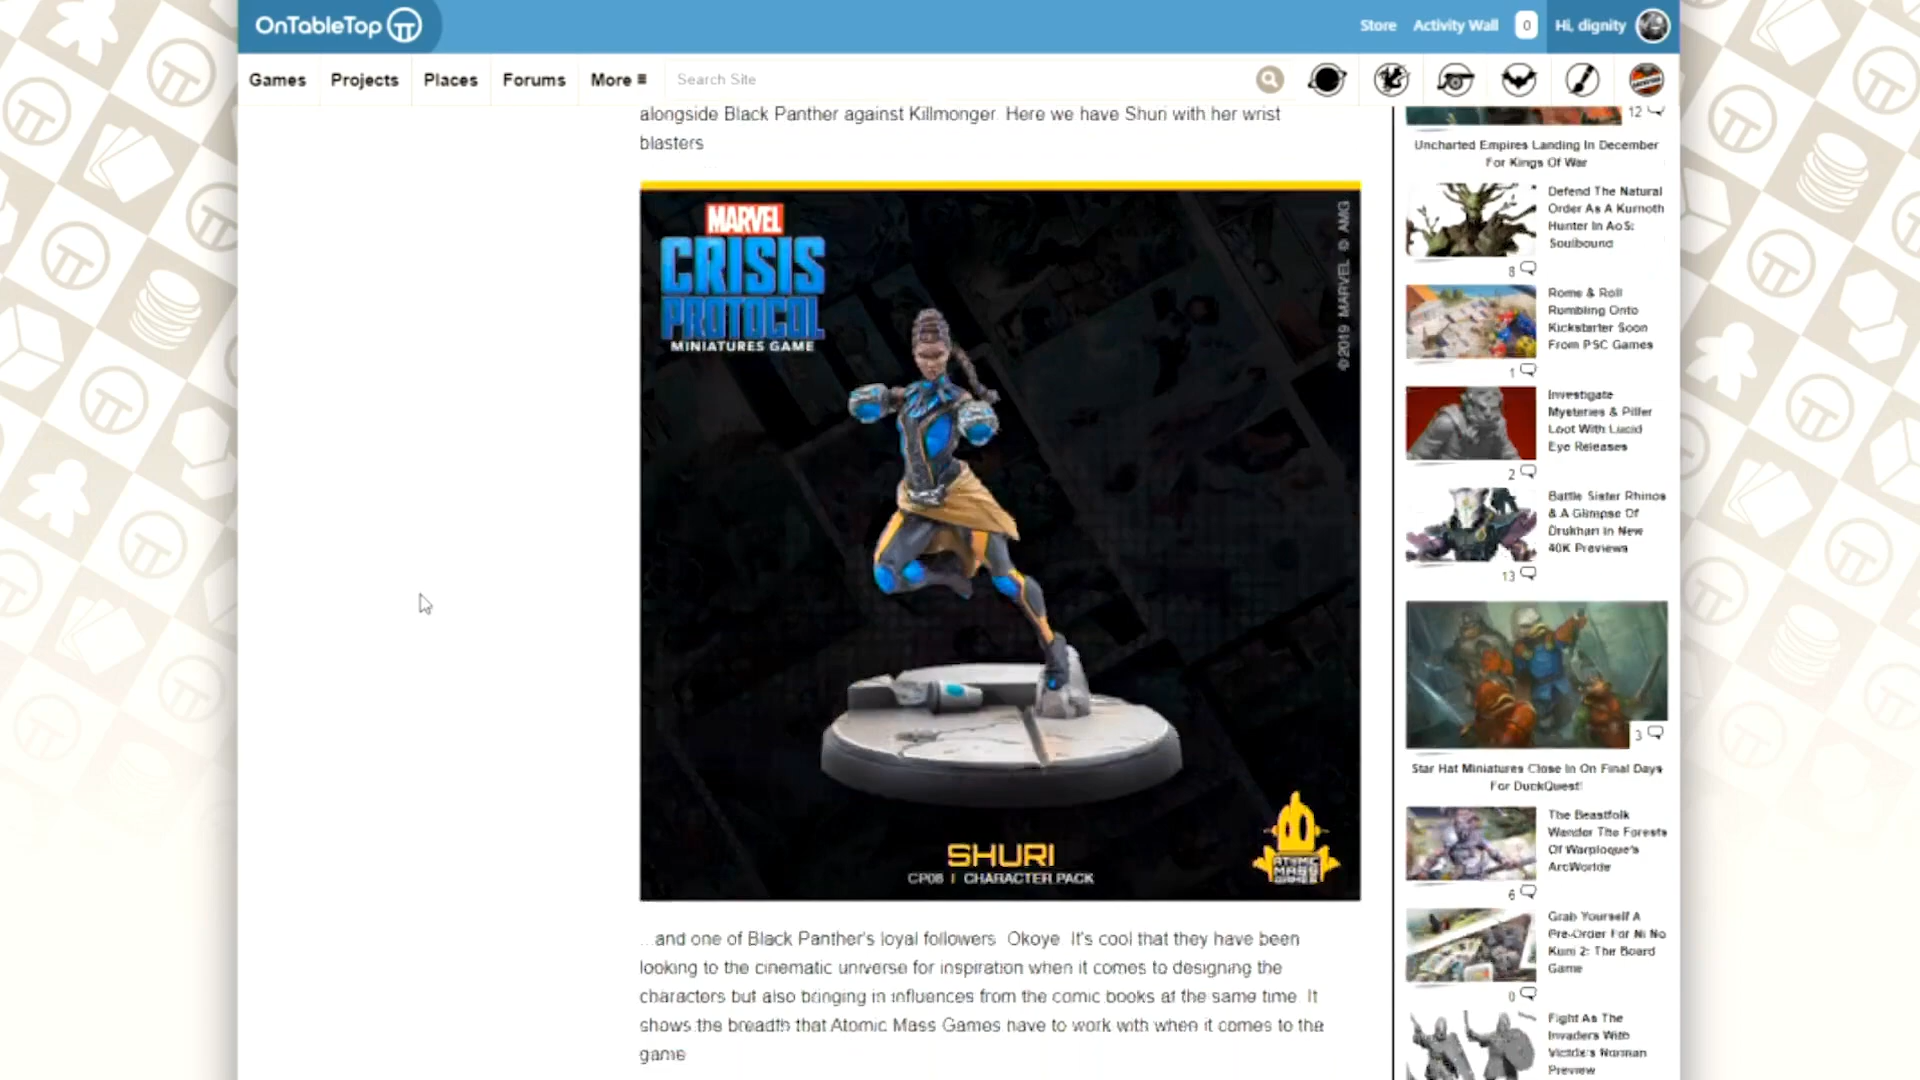 OnTableTop
Store Activity Wall 0 Hi, dignity
Games Projects Places Forums More Search Site
alongside Black Panther against Killmonger. Here we have Shuri with her wrist
blasters
MARVEL
CRISIS
PROTOCOL
MINIATURES GAME
©2019 MARVEL © AMG
SHURI
CP08 | CHARACTER PACK
ATOMIC
MASS
GAMES
...and one of Black Panther's loyal followers Okoye It's cool that they have been
looking to the cinematic universe for inspiration when it comes to designing the
characters but also bringing in influences from the comic books at the same time It
shows the breadth that Atomic Mass Games have to work with when it comes to the
game
12
Uncharted Empires Landing In December
For Kings Of War
Defend The Natural
Order As A Kurnoth
Hunter In AoS:
Soulbound
8
Rome & Roll
Rumbling Onto
Kickstarter Soon
From PSC Games
1
Investigate
Mysteries & Pilfer
Loot With Lucid
Eye Releases
2
Battle Sister Rhinos
& A Glimpse Of
Drukhari In New
40K Previews
13
3
Star Hat Miniatures Close In On Final Days
For DuckQuest!
The Beastfolk
Wander The Forests
Of Warploque's
ArcWorlde
6
Grab Yourself A
Pre-Order For Ni No
Kuni 2: The Board
Game
0
Fight As The
Invaders With
Victrix's Norman
Preview